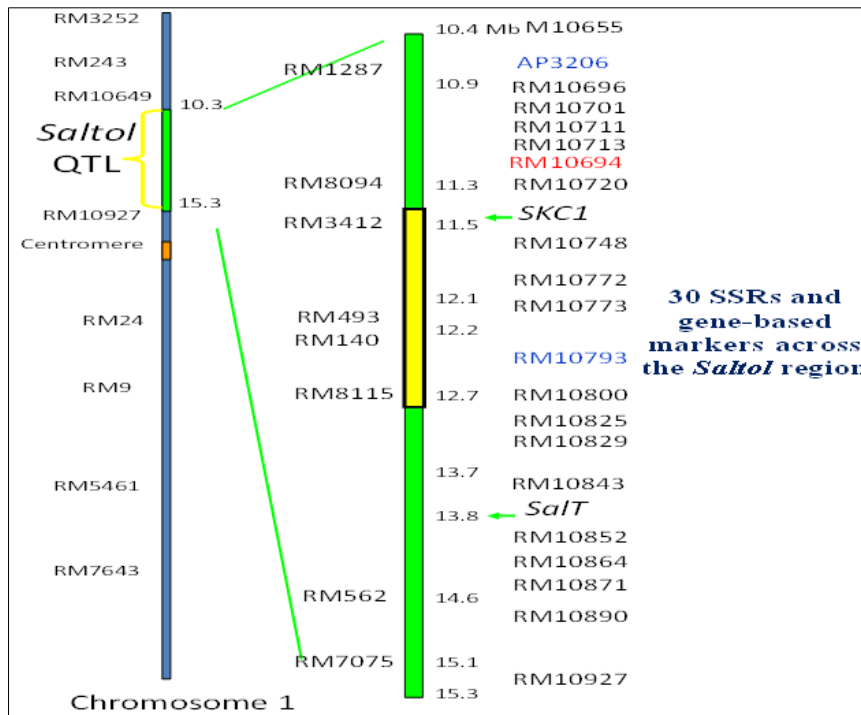 RM3252
RM243
RM10649
10.3
Saltol
QTL
15.3
RM10927
Centromere
RM24
RM9
RM5461
RM7643
Chromosome 1
RM1287
RM8094
RM3412
RM493
RM140
RM8115
RM562
RM7075
10.4 Mb
10.9
11.3
11.5
12.1
12.2
12.7
13.7
13.8
14.6
15.1
15.3
M10655
AP3206
RM10696
RM10701
RM10711
RM10713
RM10694
RM10720
SKC1
RM10748
RM10772
RM10773
RM10793
RM10800
RM10825
RM10829
RM10843
SalT
RM10852
RM10864
RM10871
RM10890
RM10927
30 SSRs and
gene-based
markers across
the Saltol region